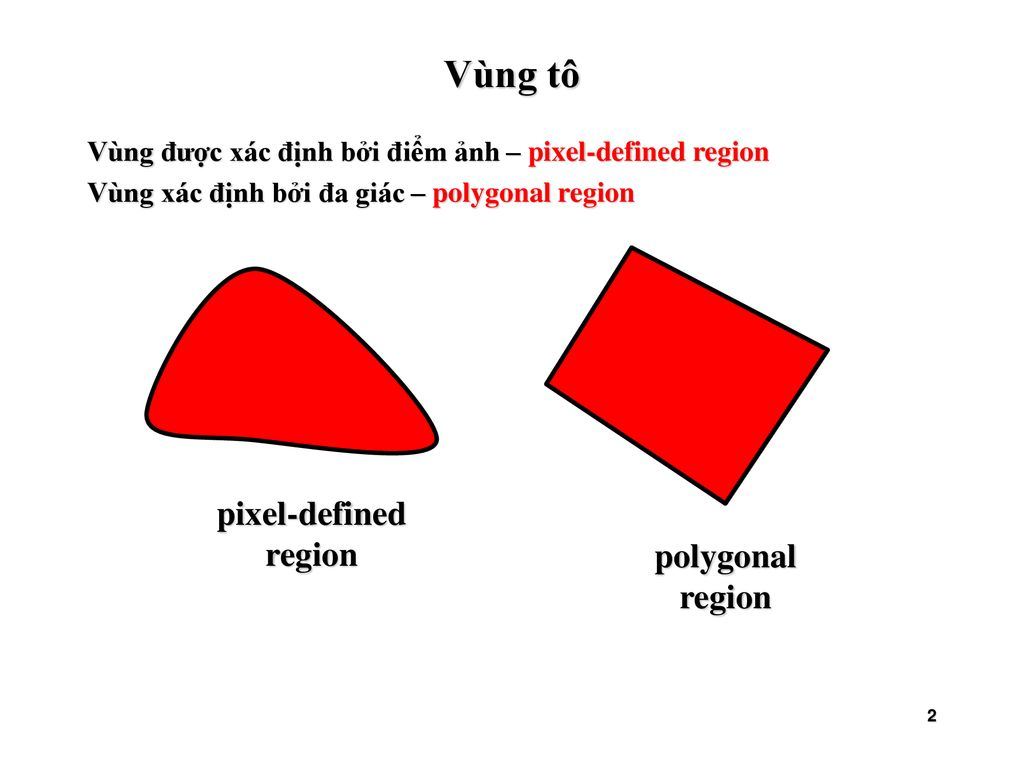 Vùng tô
Vùng được xác định bởi điểm ảnh – pixel-defined region
Vùng xác định bởi đa giác – polygonal region
pixel-defined
region
polygonal
region
2